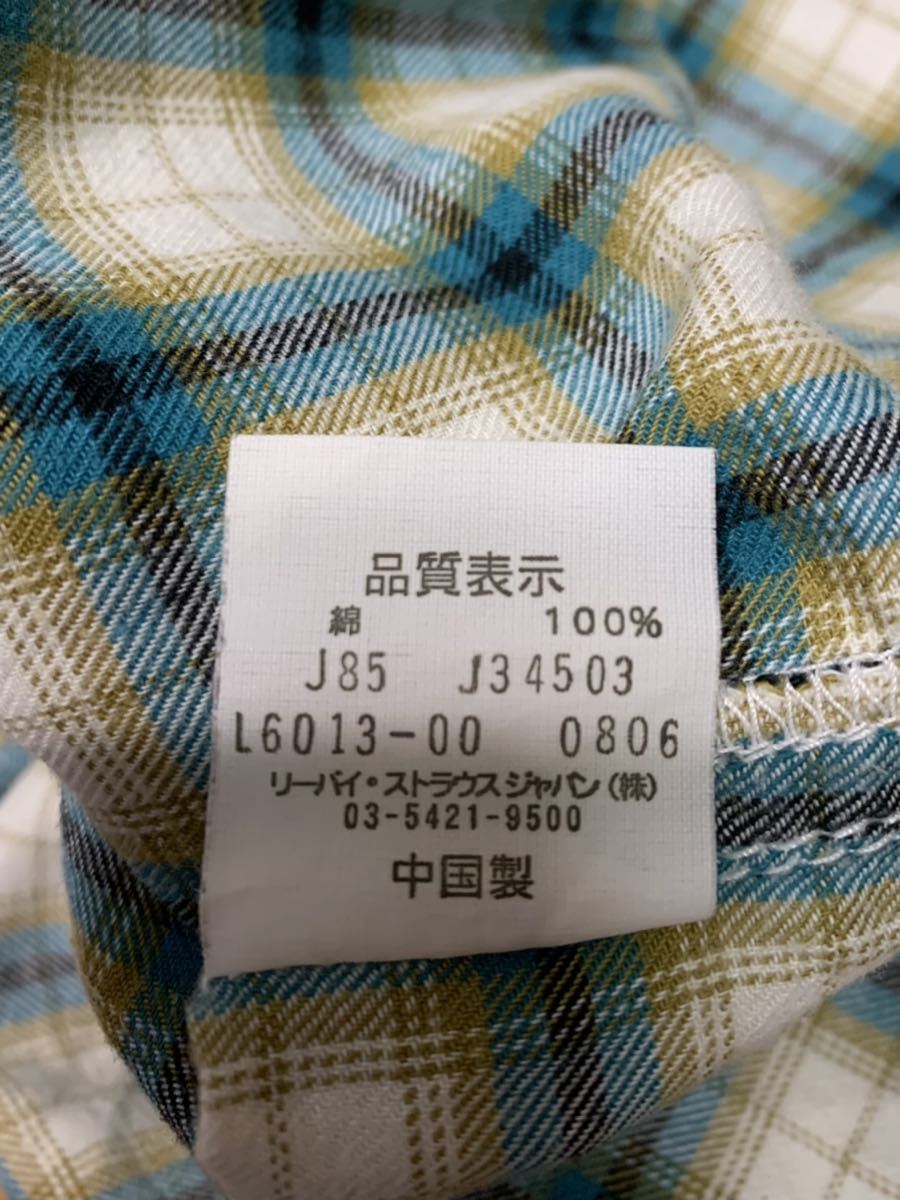 品質表示
綿 100%
J85 J34503
L6013-00 0806
リーバイ・ストラウスジャパン(株)
03-5421-9500
中国製